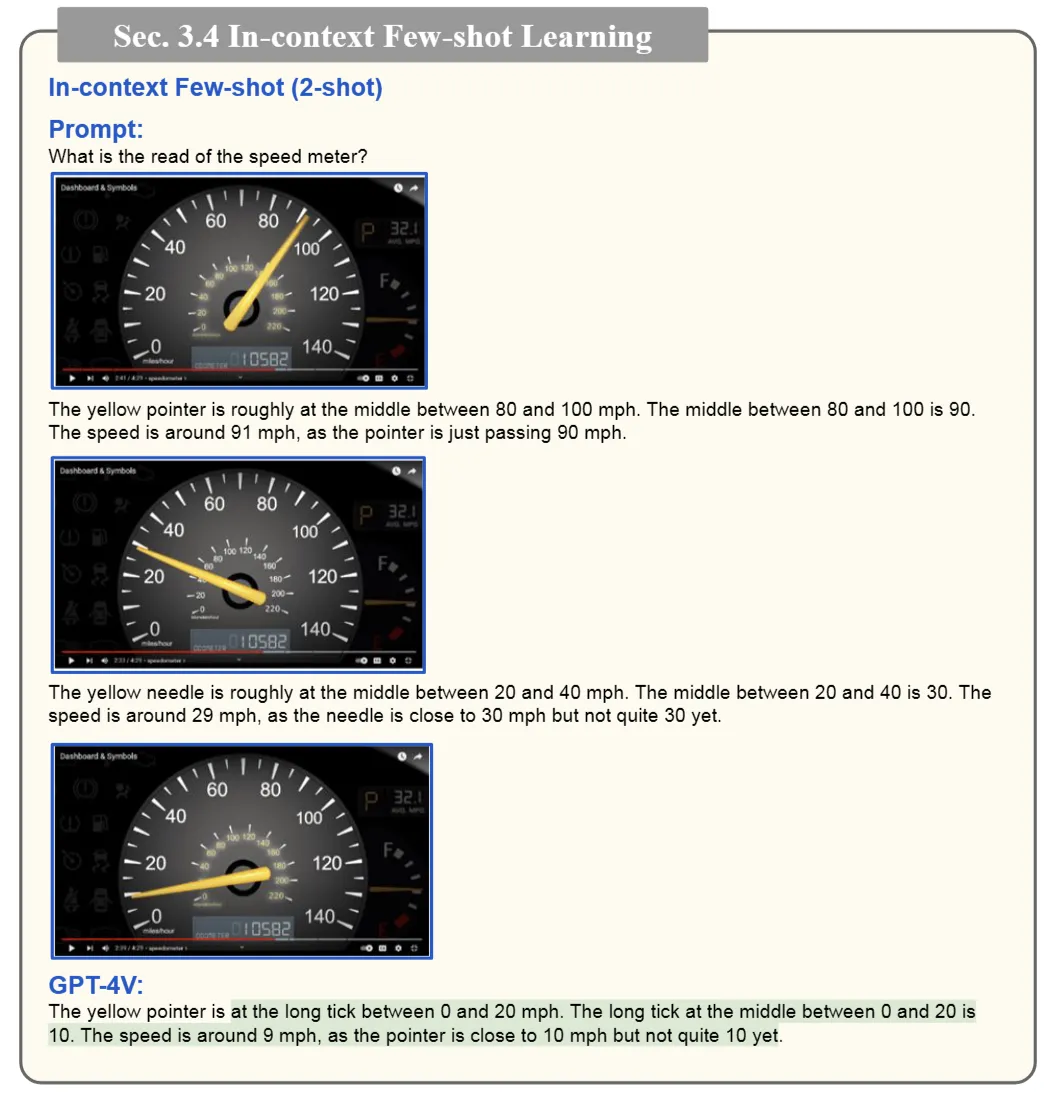 Sec. 3.4 In-context Few-shot Learning
In-context Few-shot (2-shot)
Prompt:
What is the read of the speed meter?
Dashboard & Symbols
P 32.1
AVG. MPG
0 20 40 60 80 100 120 140
miles/hour
0 20 40 60 80 100 120 160 180 200 220
F
E
ODOMETER 010582
2:41 / 4:21 • speedometer
The yellow pointer is roughly at the middle between 80 and 100 mph. The middle between 80 and 100 is 90.
The speed is around 91 mph, as the pointer is just passing 90 mph.
Dashboard & Symbols
P 32.1
AVG. MPG
0 20 40 60 80 100 120 140
miles/hour
0 20 40 60 80 100 120 140 160 180 200 220
F
E
ODOMETER 010582
The yellow needle is roughly at the middle between 20 and 40 mph. The middle between 20 and 40 is 30. The
speed is around 29 mph, as the needle is close to 30 mph but not quite 30 yet.
Dashboard & Symbols
P 32.1
AVG. MPG
0 20 40 60 80 100 120 140
miles/hour
0 20 40 60 80 100 120 140 160 180 200 220
F
E
ODOMETER 010582
GPT-4V:
The yellow pointer is at the long tick between 0 and 20 mph. The long tick at the middle between 0 and 20 is
10. The speed is around 9 mph, as the pointer is close to 10 mph but not quite 10 yet.